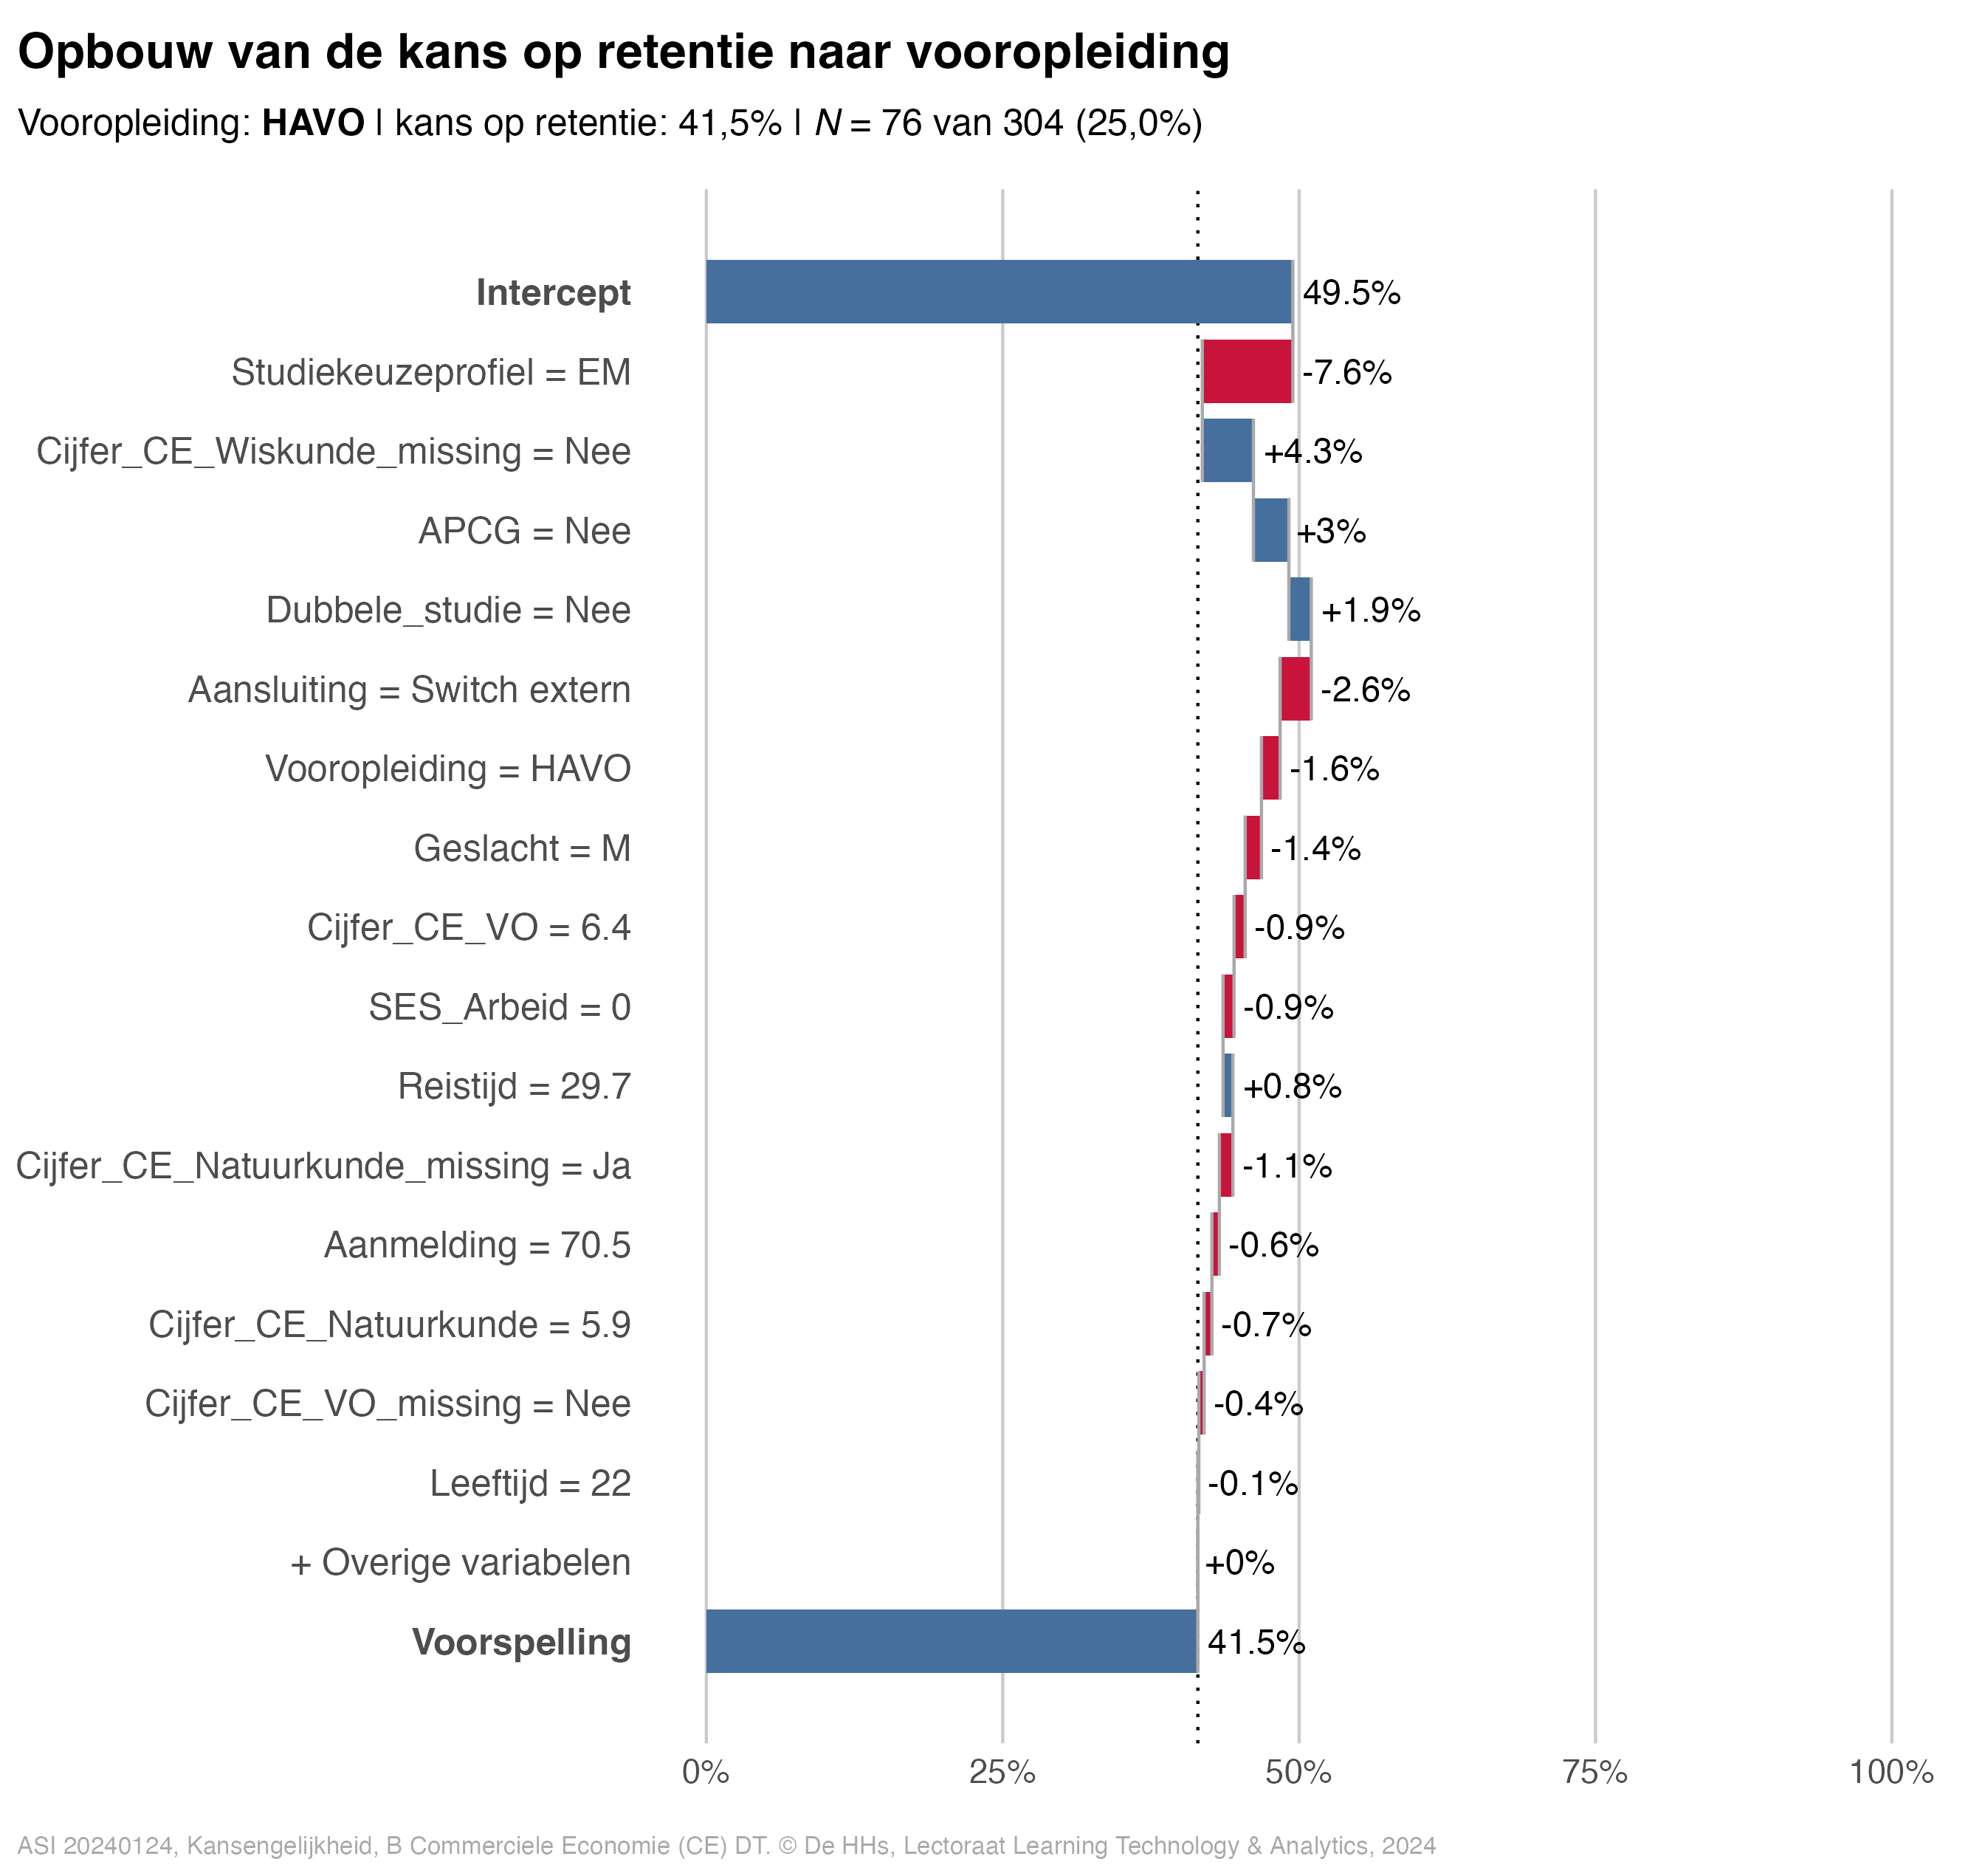 Opbouw van de kans op retentie naar vooropleiding
Vooropleiding: HAVO | kans op retentie: 41,5% | N = 76 van 304 (25,0%)
Intercept 49.5%
Studiekeuzeprofiel = EM -7.6%
Cijfer_CE_Wiskunde_missing = Nee +4.3%
APCG = Nee +3%
Dubbele_studie = Nee +1.9%
Aansluiting = Switch extern -2.6%
Vooropleiding = HAVO -1.6%
Geslacht = M -1.4%
Cijfer_CE_VO = 6.4 -0.9%
SES_Arbeid = 0 -0.9%
Reistijd = 29.7 +0.8%
Cijfer_CE_Natuurkunde_missing = Ja -1.1%
Aanmelding = 70.5 -0.6%
Cijfer_CE_Natuurkunde = 5.9 -0.7%
Cijfer_CE_VO_missing = Nee -0.4%
Leeftijd = 22 -0.1%
+ Overige variabelen +0%
Voorspelling 41.5%
0% 25% 50% 75% 100%
ASI 20240124, Kansengelijkheid, B Commerciele Economie (CE) DT. © De HHs, Lectoraat Learning Technology & Analytics, 2024